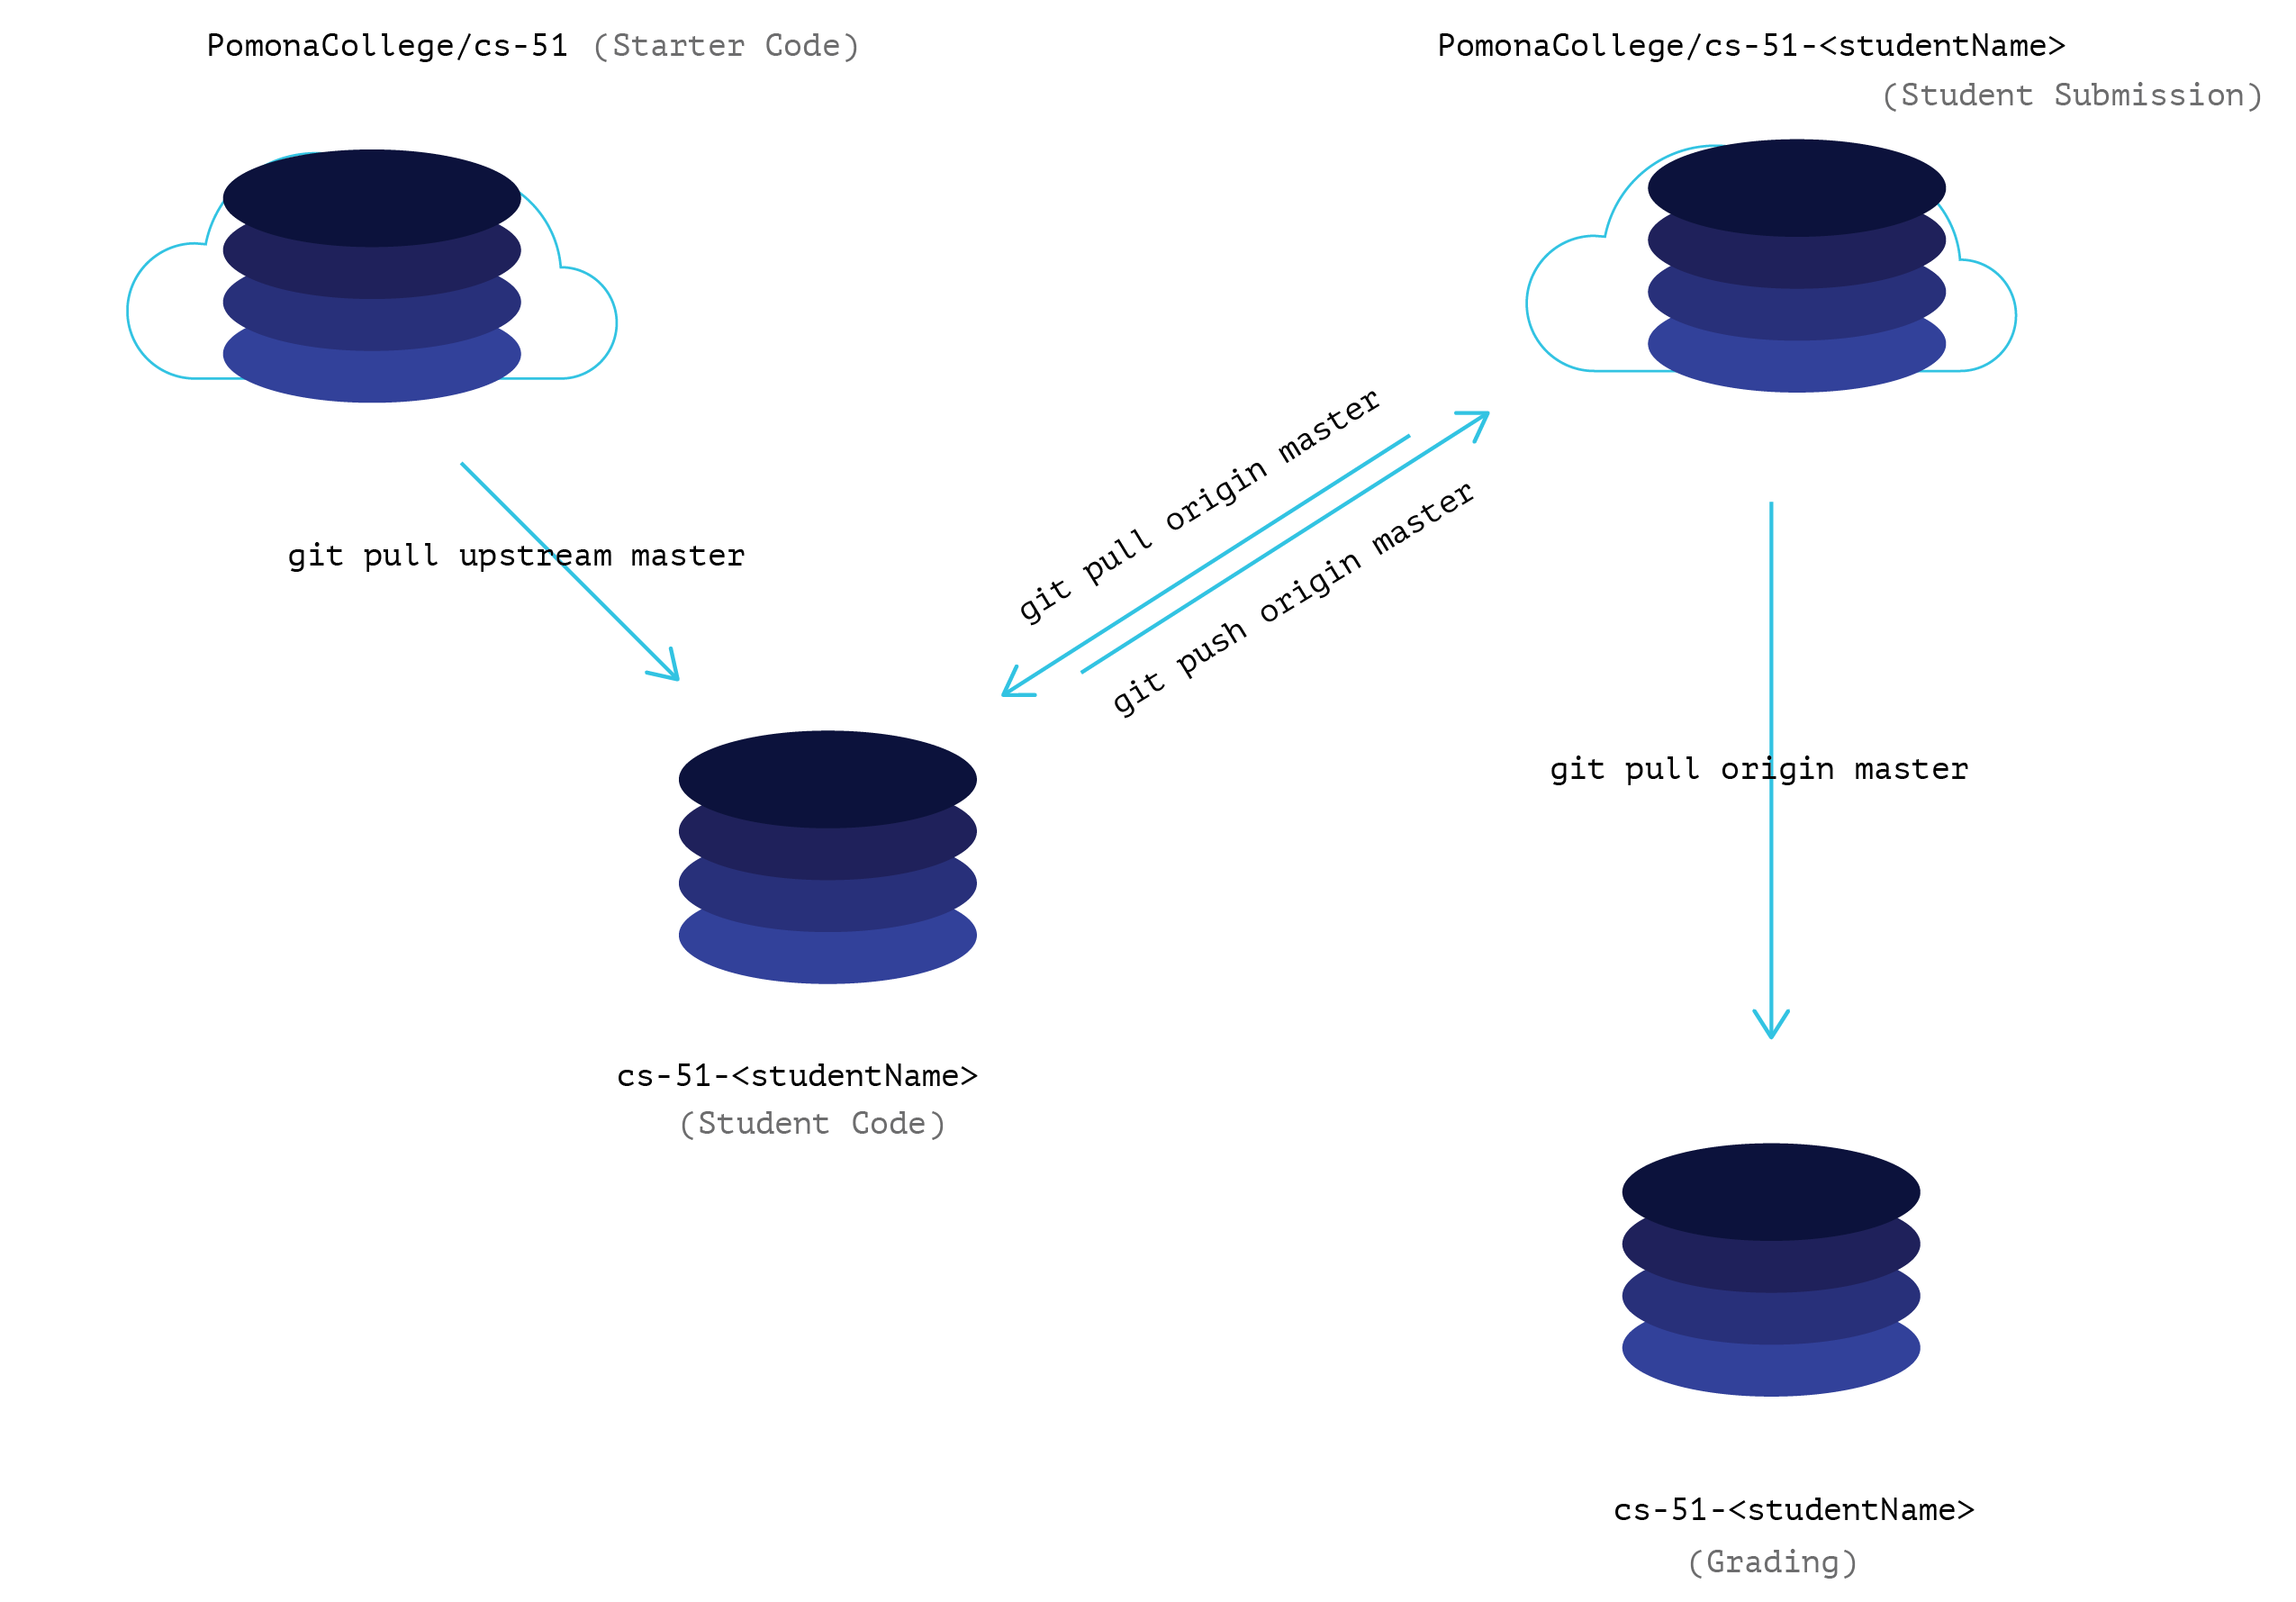 PomonaCollege/cs-51 (Starter Code)
PomonaCollege/cs-51-<studentName>
(Student Submission)
git pull origin master
git push origin master
git pull upstream master
git pull origin master
cs-51-<studentName>
(Student Code)
cs-51-<studentName>
(Grading)